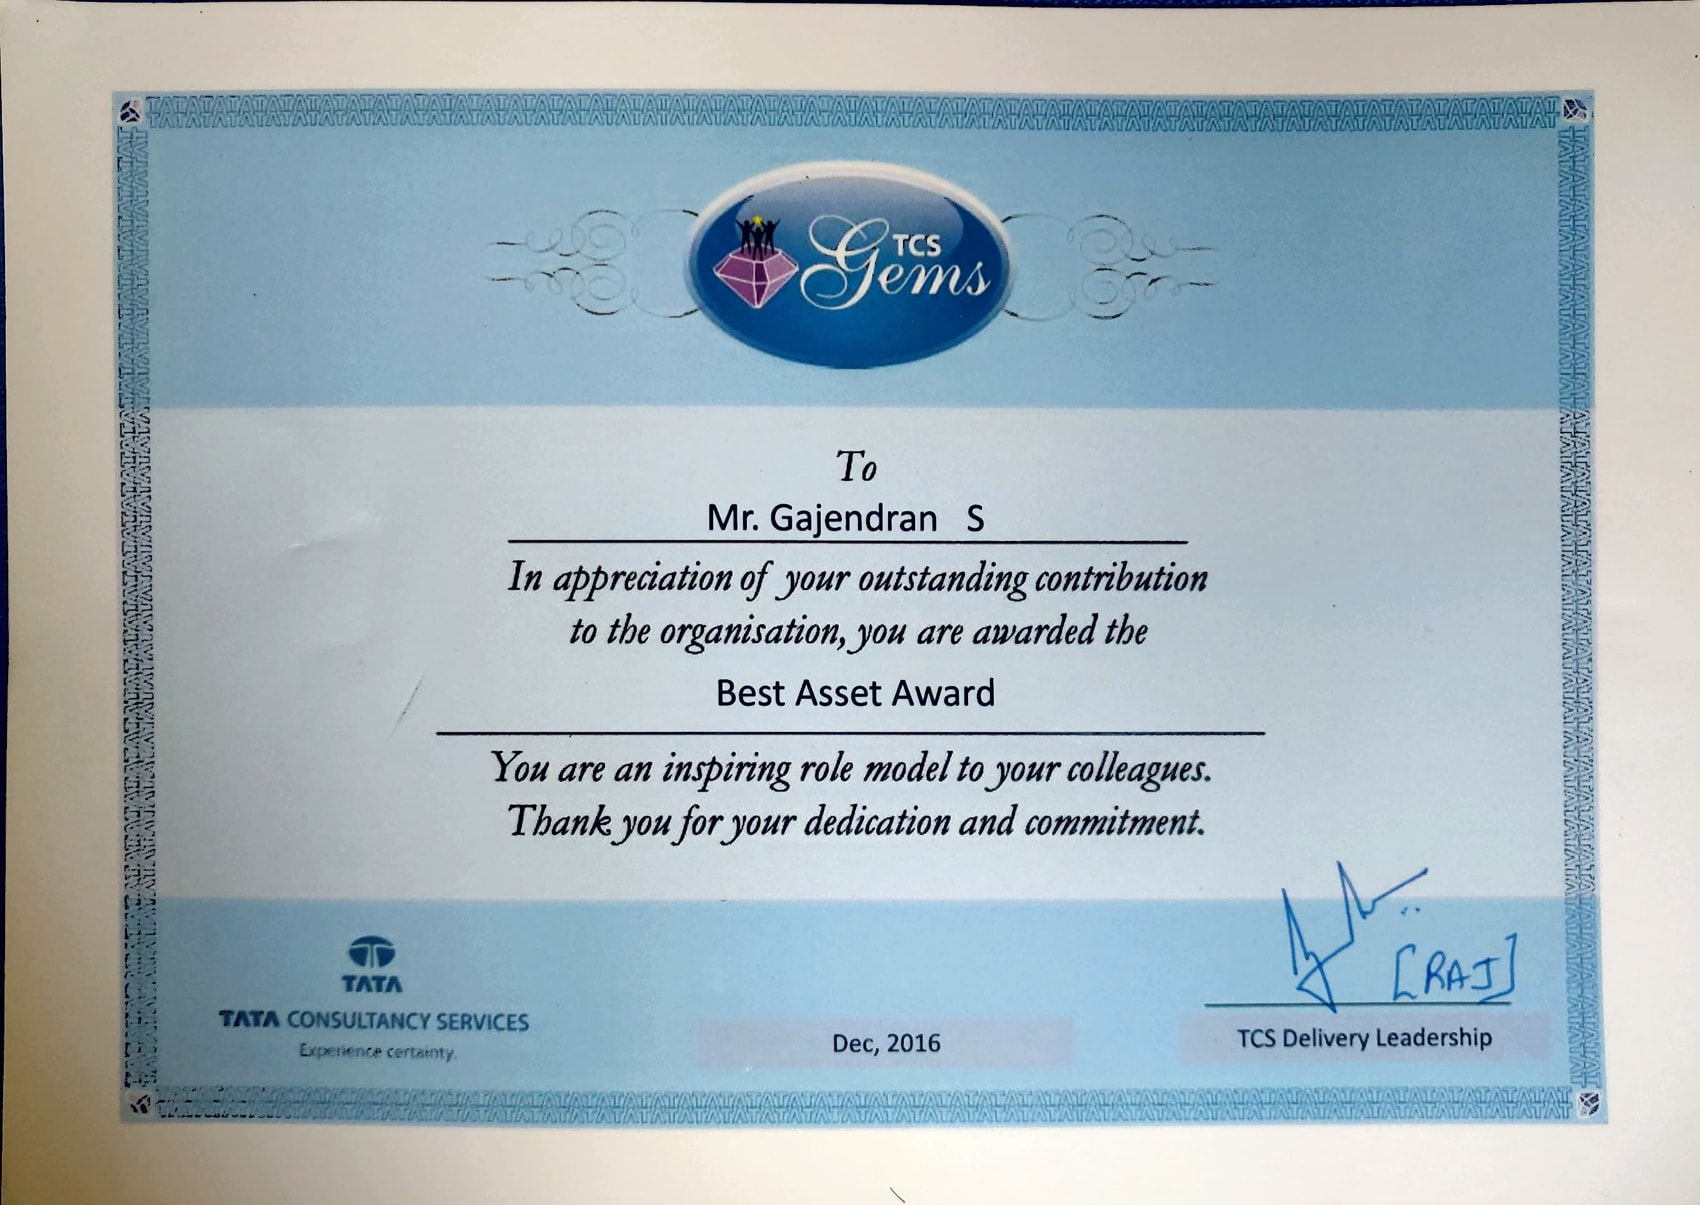 TCS
Gems
To
Mr. Gajendran S
In appreciation of your outstanding contribution
to the organisation, you are awarded the
Best Asset Award
You are an inspiring role model to your colleagues.
Thank you for your dedication and commitment.
TATA
TATA CONSULTANCY SERVICES
Experience certainty.
Dec, 2016
[RAJ]
TCS Delivery Leadership